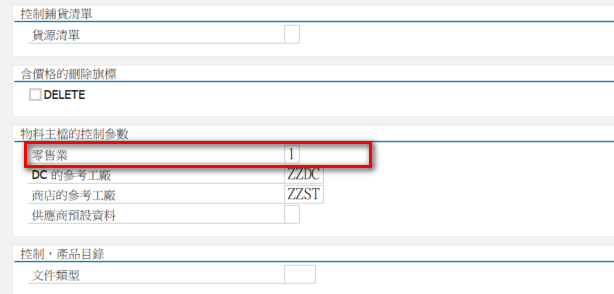 控制鋪貨清單
貨源清單
含價格的刪除旗標
DELETE
物料主檔的控制參數
零售業 1
DC 的參考工廠 ZZDC
商店的參考工廠 ZZST
供應商預設資料
控制，產品目錄
文件類型